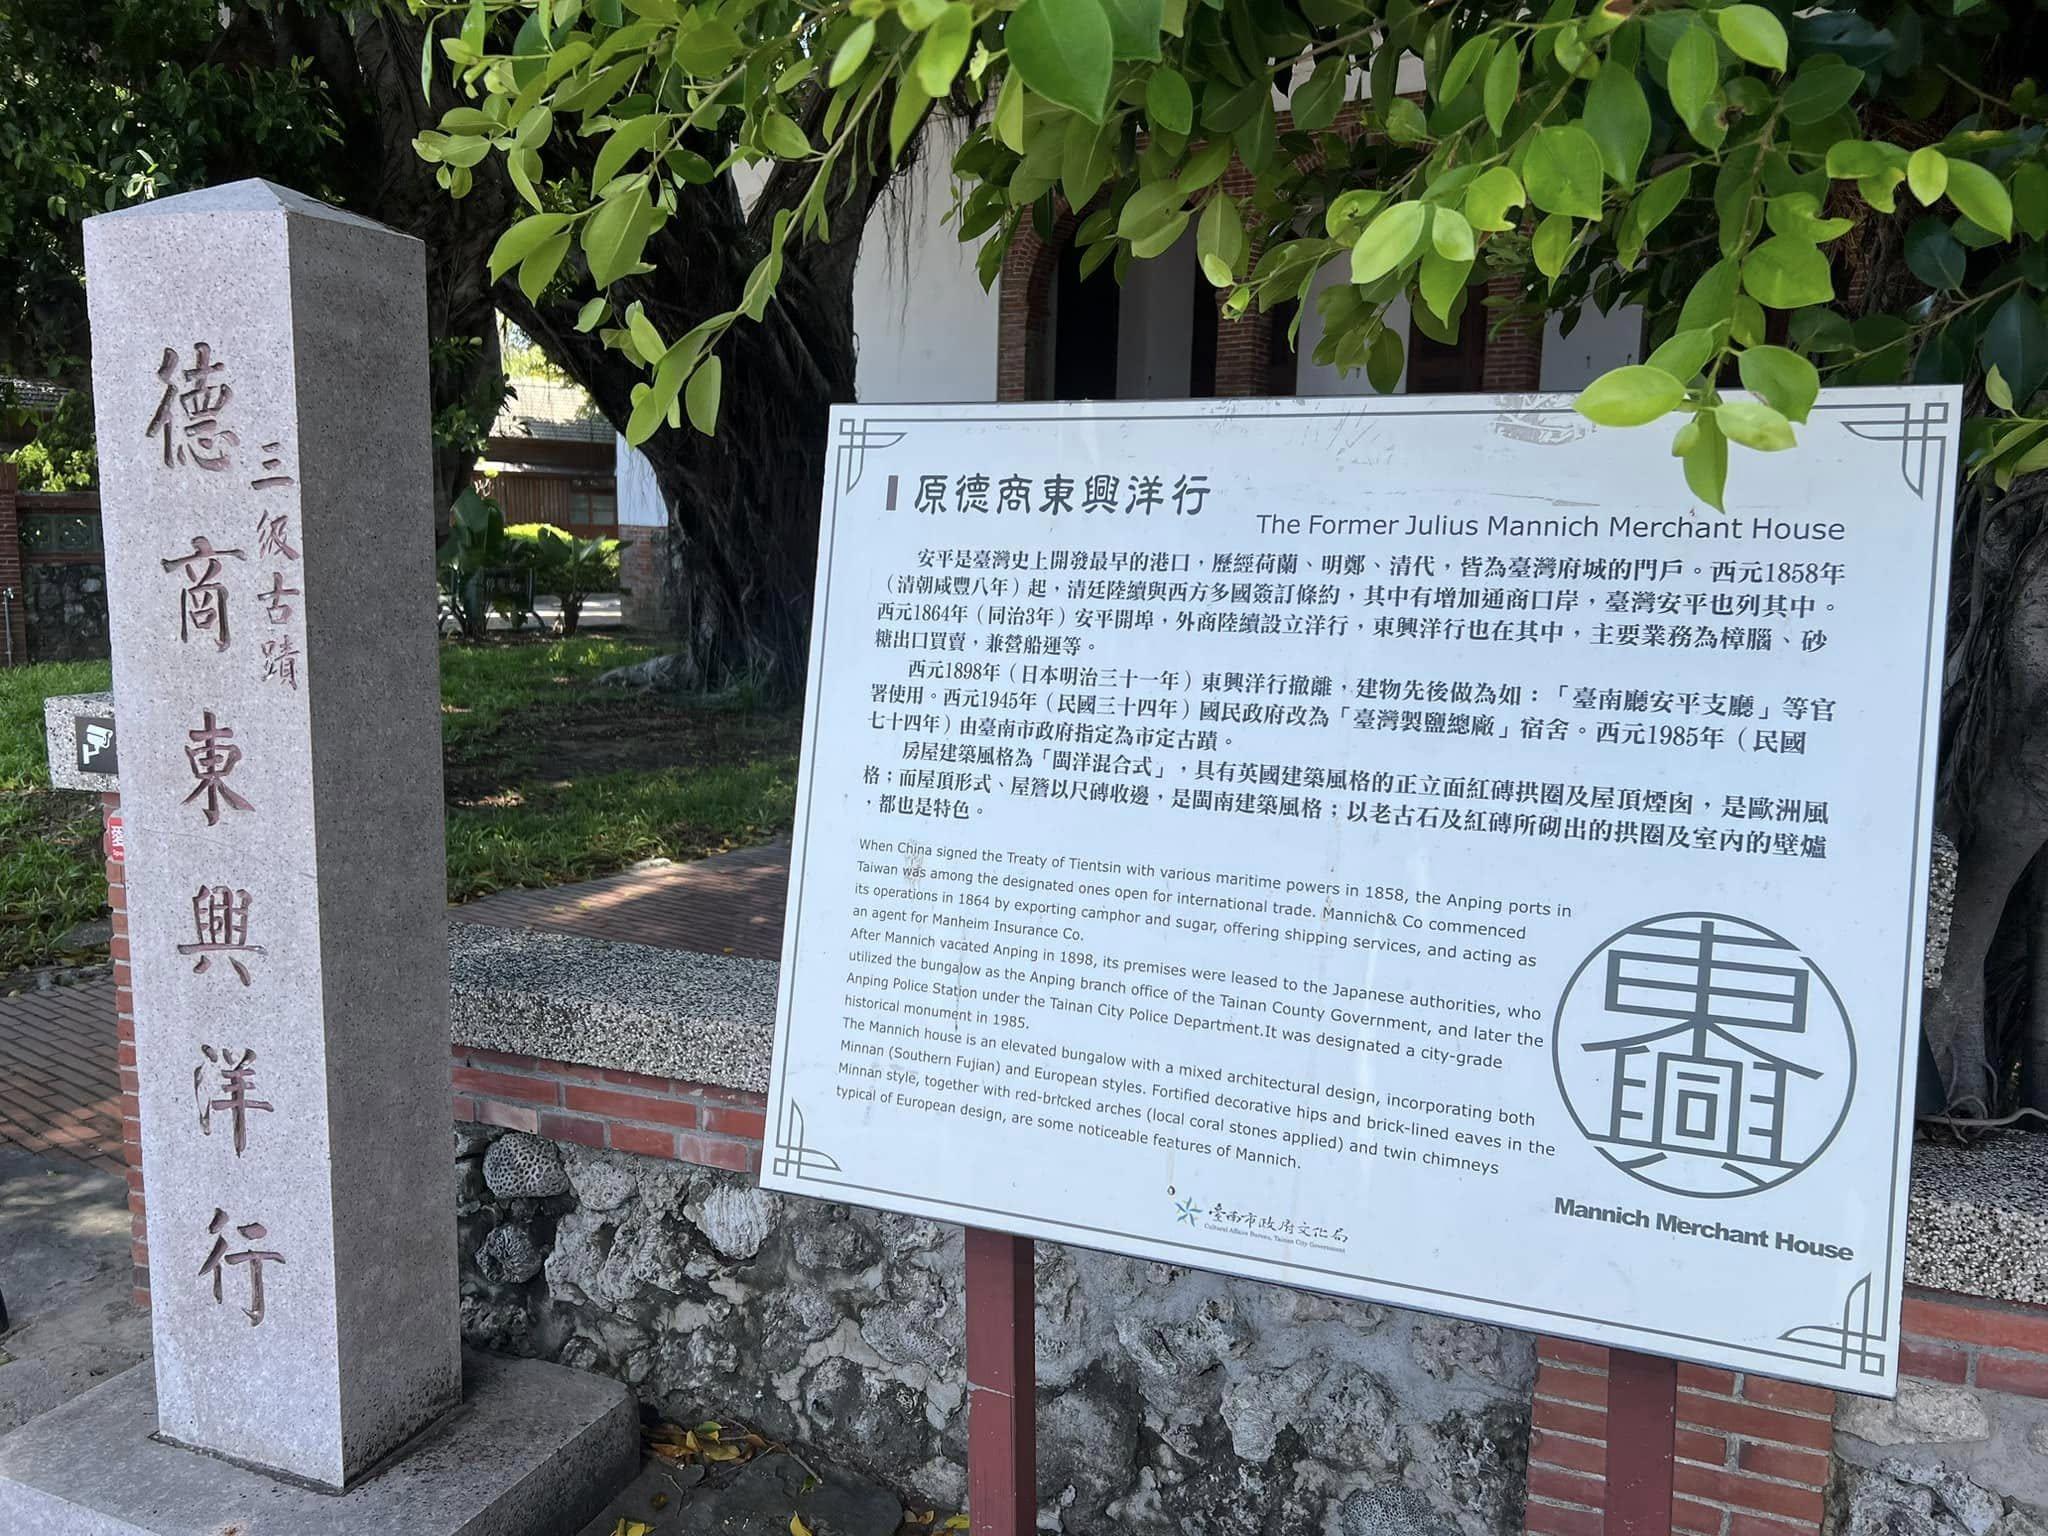 德商東興洋行
三級古蹟
原德商東興洋行
The Former Julius Mannich Merchant House
安平是臺灣史上開發最早的港口，歷經荷蘭、明鄭、清代，皆為臺灣府城的門戶。西元1858年
（清朝咸豐八年）起，清廷陸續與西方多國簽訂條約，其中有增加通商口岸，臺灣安平也列其中。
西元1864年（同治3年）安平開埠，外商陸續設立洋行，東興洋行也在其中，主要業務為樟腦、砂
糖出口買賣，兼營船運等。
西元1898年（日本明治三十一年）東興洋行撤離，建物先後做為如：「臺南廳安平支廳」等官
署使用。西元1945年（民國三十四年）國民政府改為「臺灣製鹽總廠」宿舍。西元1985年（民國
七十四年）由臺南市政府指定為市定古蹟。
房屋建築風格為「閩洋混合式」，具有英國建築風格的正立面紅磚拱圈及屋頂煙囪，是歐洲風
格；而屋頂形式、屋簷以尺磚收邊，是閩南建築風格；以老古石及紅磚所砌出的拱圈及室內的壁爐
，都也是特色。
When China signed the Treaty of Tientsin with various maritime powers in 1858, the Anping ports in
Taiwan was among the designated ones open for international trade. Mannich& Co commenced
its operations in 1864 by exporting camphor and sugar, offering shipping services, and acting as
an agent for Manheim Insurance Co.
After Mannich vacated Anping in 1898, its premises were leased to the Japanese authorities, who
utilized the bungalow as the Anping branch office of the Tainan County Government, and later the
Anping Police Station under the Tainan City Police Department.It was designated a city-grade
historical monument in 1985.
The Mannich house is an elevated bungalow with a mixed architectural design, incorporating both
Minnan (Southern Fujian) and European styles. Fortified decorative hips and brick-lined eaves in the
Minnan style, together with red-bricked arches (local coral stones applied) and twin chimneys
typical of European design, are some noticeable features of Mannich.
東興
Mannich Merchant House
臺南市政府文化局
Cultural Affairs Bureau, Tainan City Government